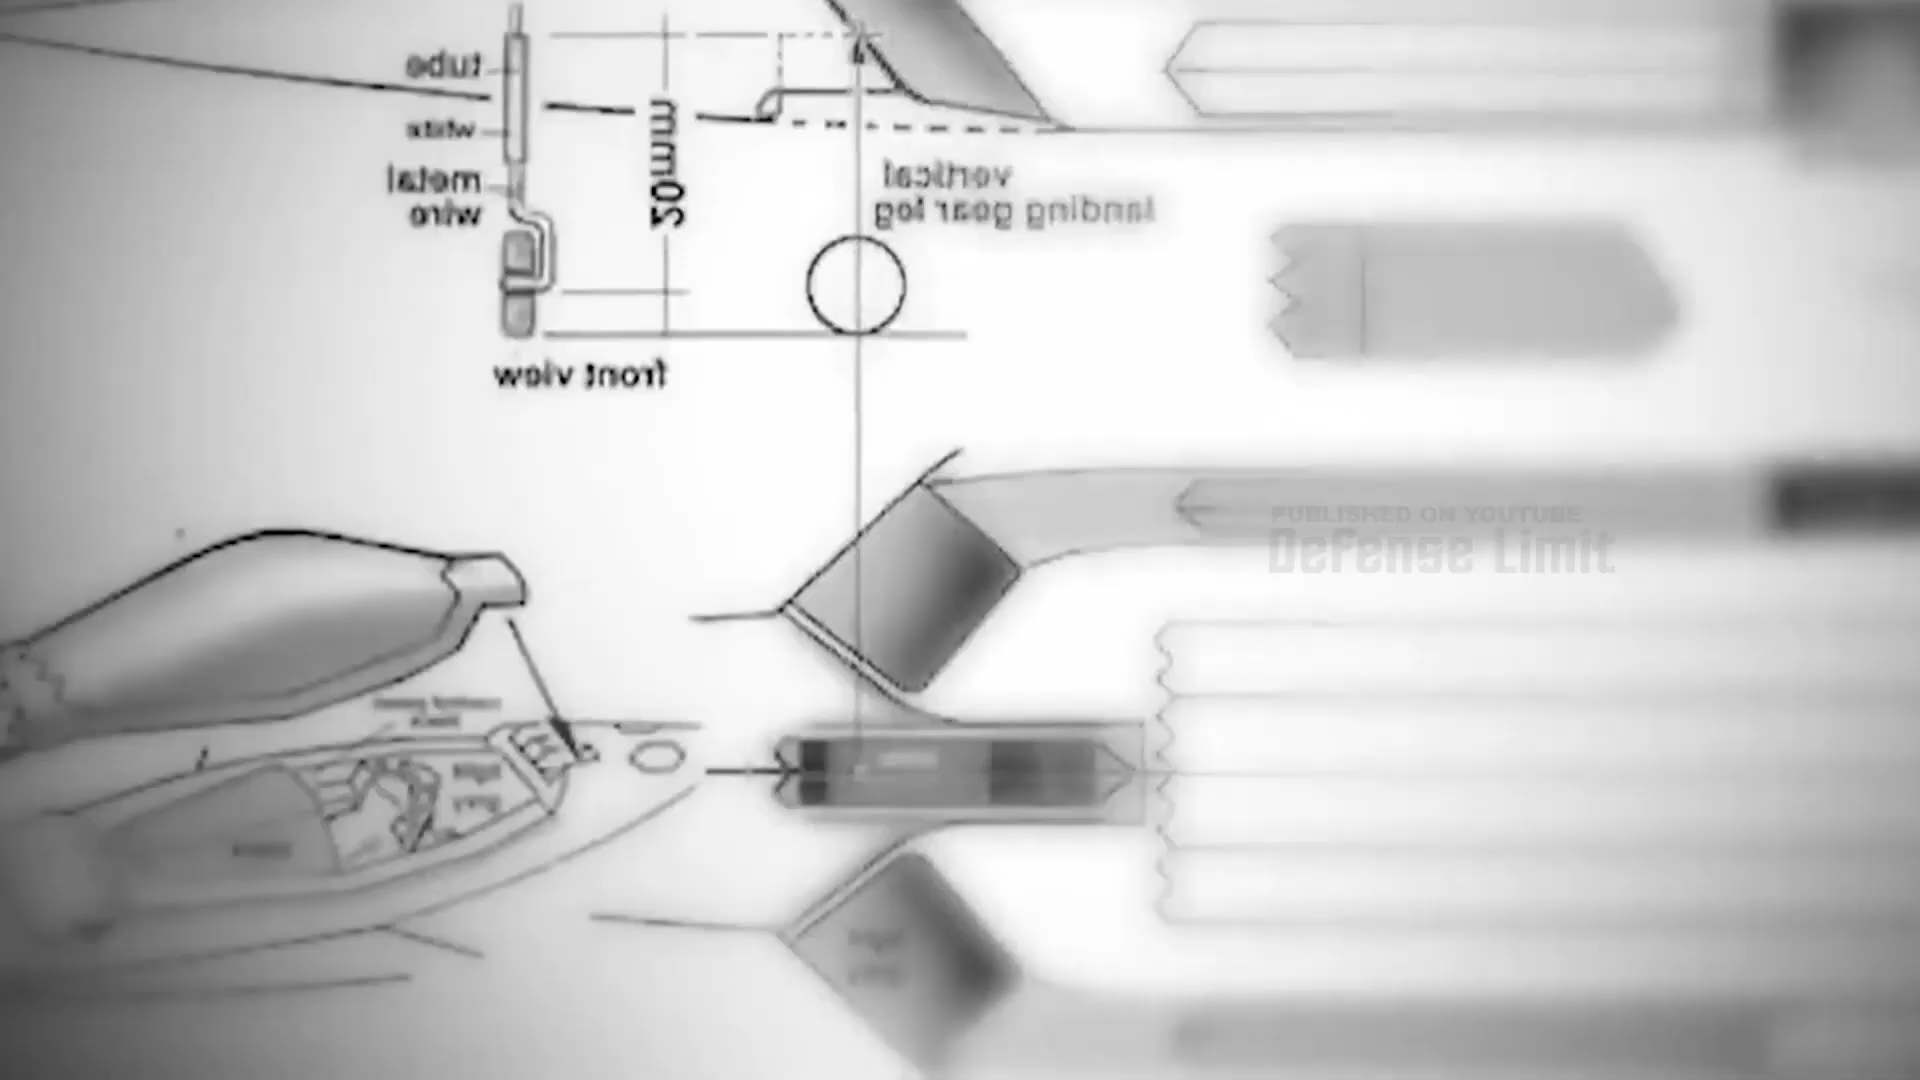 tube
white
metal
wire
20mm
vertical
landing gear leg
front view
PUBLISHED ON YOUTUBE
Defense Limit